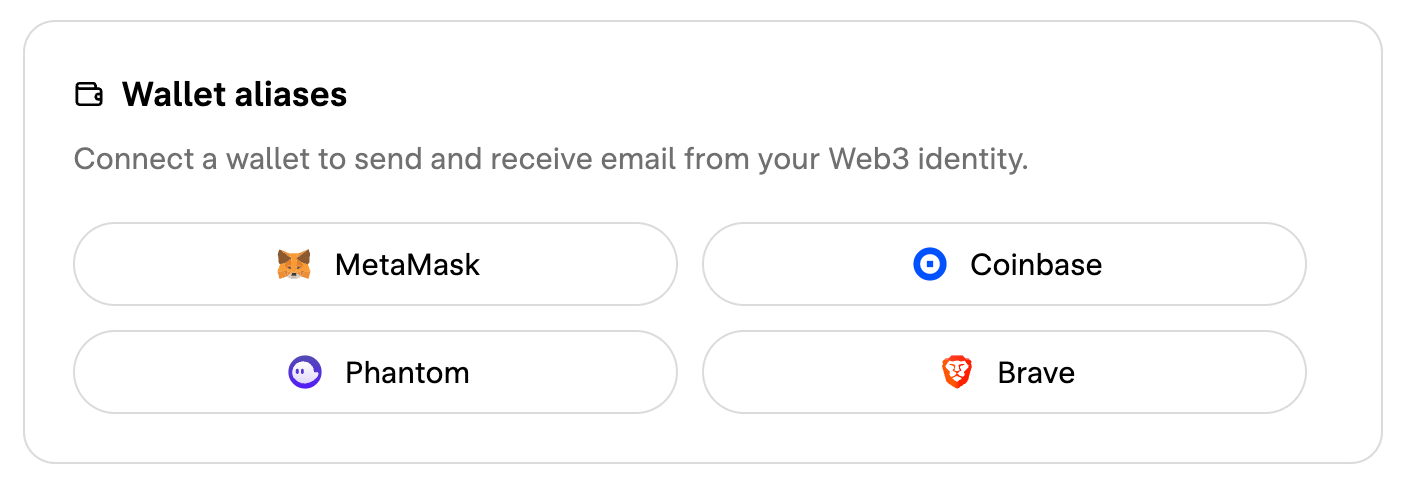 Wallet aliases
Connect a wallet to send and receive email from your Web3 identity.
MetaMask
Coinbase
Phantom
Brave